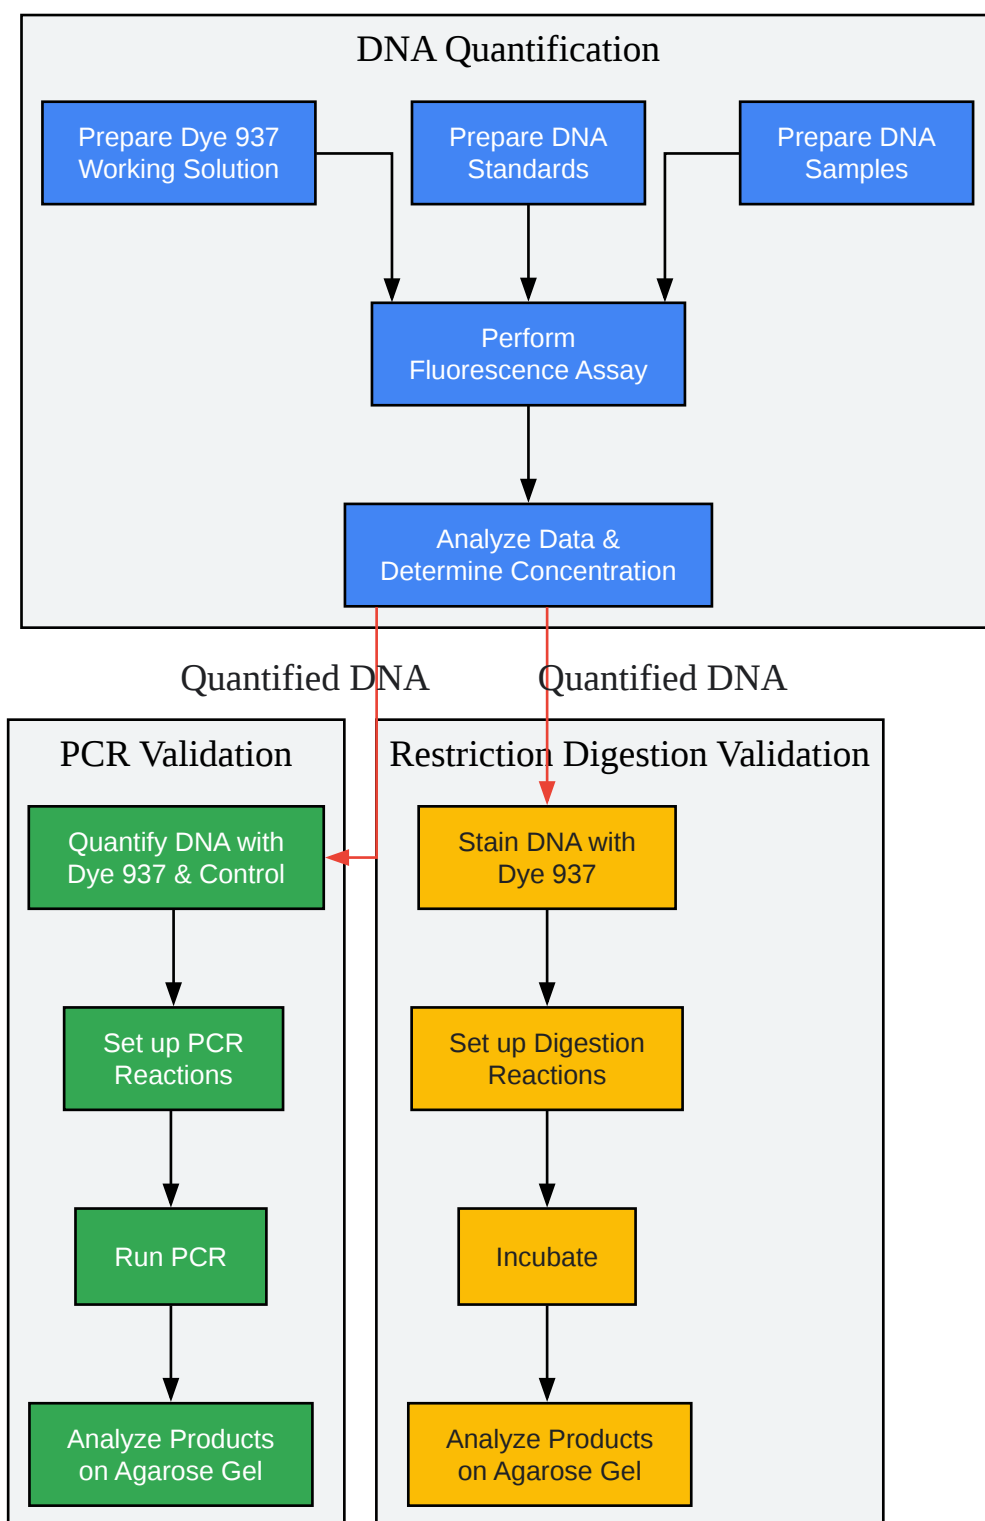 DNA Quantification
Prepare Dye 937
Working Solution
Prepare DNA
Standards
Prepare DNA
Samples
Perform
Fluorescence Assay
Analyze Data &
Determine Concentration
Quantified DNA
Quantified DNA
PCR Validation
Quantify DNA with
Dye 937 & Control
Set up PCR
Reactions
Run PCR
Analyze Products
on Agarose Gel
Restriction Digestion Validation
Stain DNA with
Dye 937
Set up Digestion
Reactions
Incubate
Analyze Products
on Agarose Gel